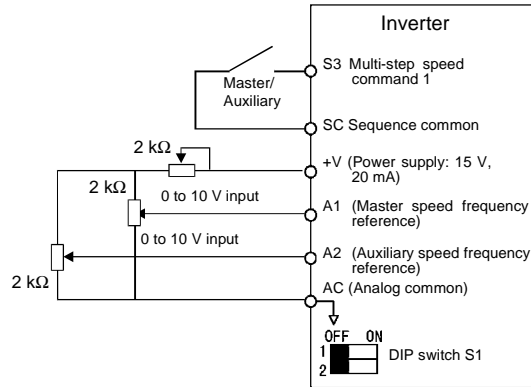 Inverter
S3 Multi-step speed
command 1
Master/
Auxiliary
SC Sequence common
2 kΩ
+V (Power supply: 15 V,
20 mA)
2 kΩ
0 to 10 V input
A1 (Master speed frequency
reference)
0 to 10 V input
A2 (Auxiliary speed frequency
reference)
2 kΩ
AC (Analog common)
OFF ON
1
2
DIP switch S1